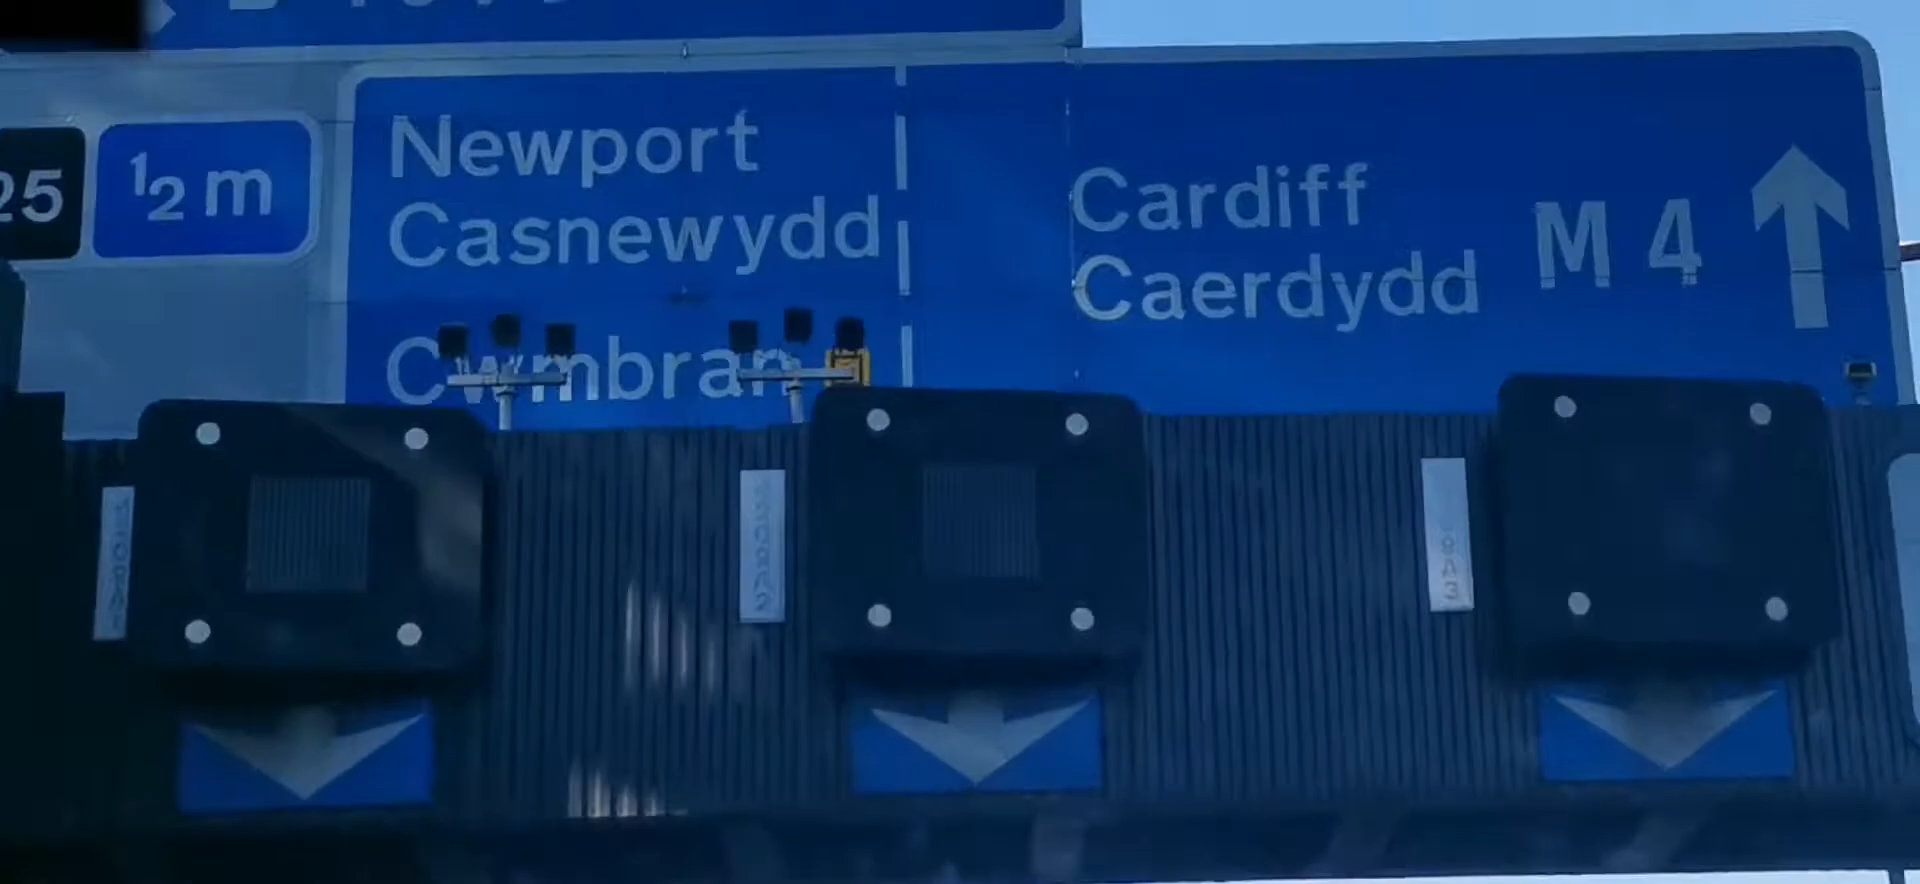 25
½ m
Newport
Casnewydd
Cwmbran
Cardiff
Caerdydd
M 4